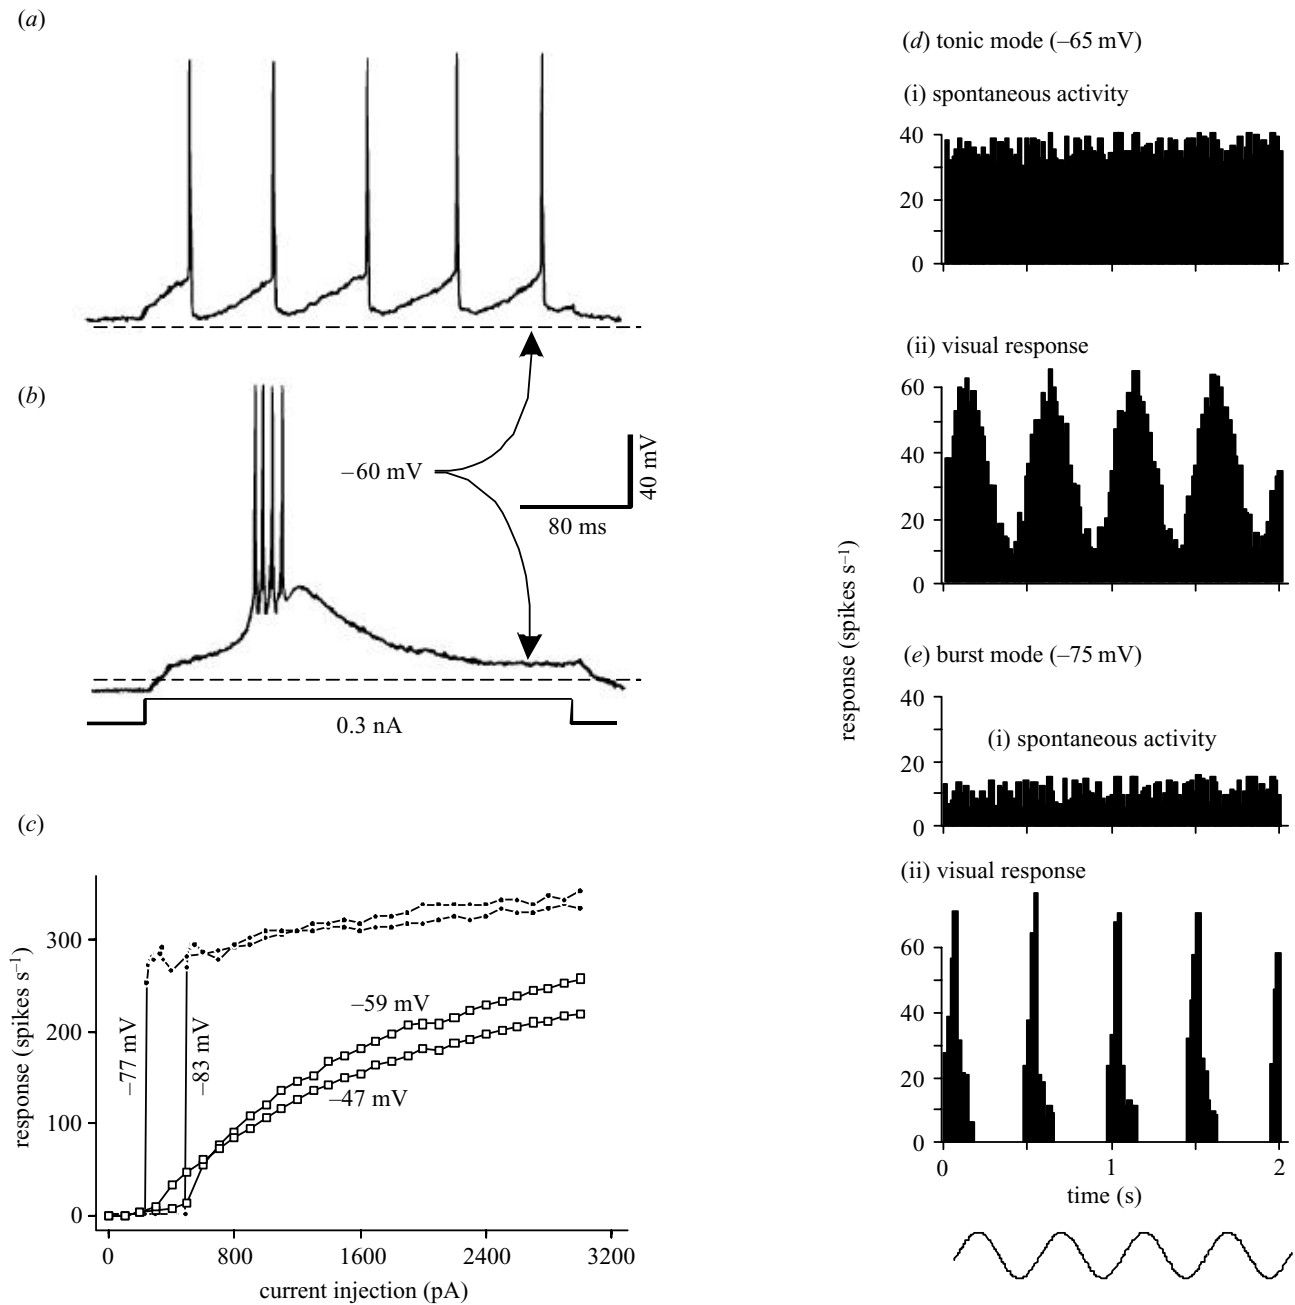 (a)
(b)
–60 mV
40 mV
80 ms
0.3 nA
(c)
response (spikes s⁻¹)
300
200
100
0
–77 mV
–83 mV
–59 mV
–47 mV
0 800 1600 2400 3200
current injection (pA)
(d) tonic mode (–65 mV)
(i) spontaneous activity
40
20
0
(ii) visual response
60
40
20
0
response (spikes s⁻¹)
(e) burst mode (–75 mV)
40
(i) spontaneous activity
20
0
(ii) visual response
60
40
20
0
0 1 2
time (s)